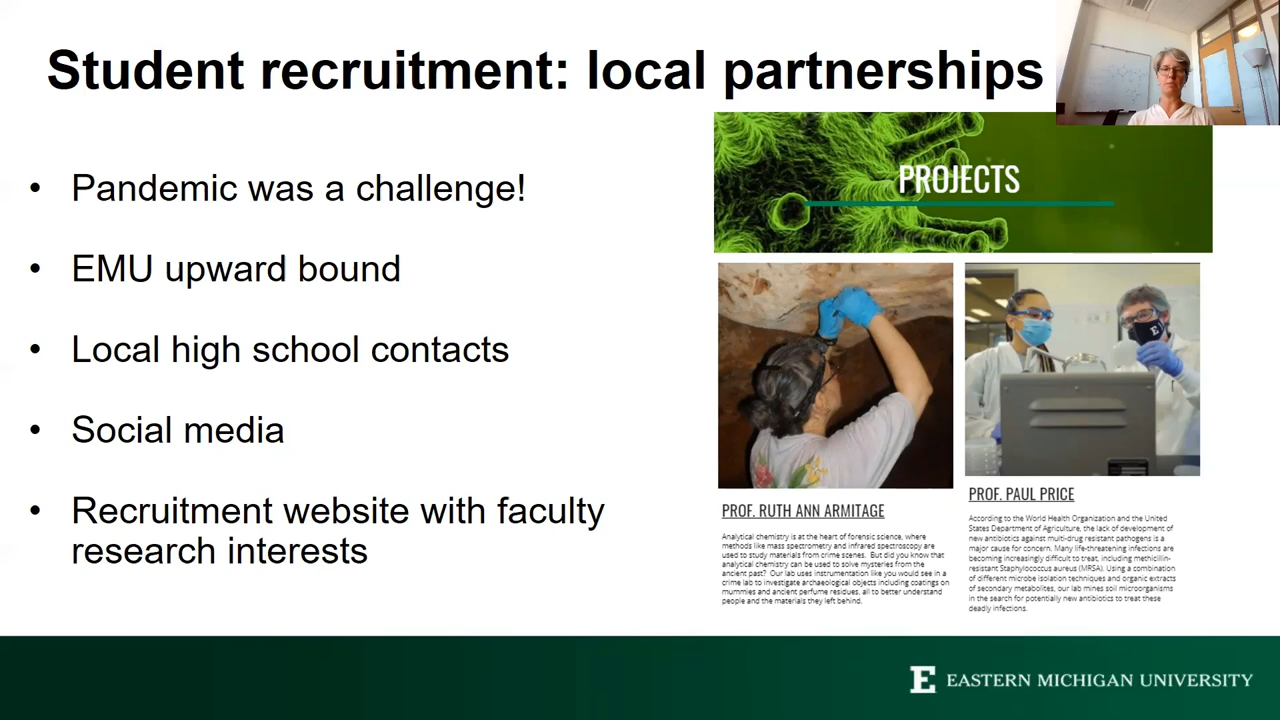 Student recruitment: local partnerships
• Pandemic was a challenge!
• EMU upward bound
• Local high school contacts
• Social media
• Recruitment website with faculty
research interests
PROJECTS
PROF. RUTH ANN ARMITAGE
Analytical chemistry is at the heart of forensic science, where
methods like mass spectrometry and infrared spectroscopy are
used to study materials from crime scenes. But did you know that
analytical chemistry can be used to solve mysteries from the
ancient past? Our lab uses instrumentation like you would see in a
crime lab to investigate archaeological objects including coatings on
mummies and ancient perfume residues, all to better understand
people and the materials they left behind.
E
PROF. PAUL PRICE
According to the World Health Organization and the United
States Department of Agriculture, the lack of development of
new antibiotics against multi-drug resistant pathogens is a
major cause for concern. Many life-threatening infections are
becoming increasingly difficult to treat, including methicillin-
resistant Staphylococcus aureus (MRSA). Using a combination
of different microbe isolation techniques and organic extracts
of secondary metabolites, our lab mines soil microorganisms
in the search for potentially new antibiotics to treat these
deadly infections.
E EASTERN MICHIGAN UNIVERSITY